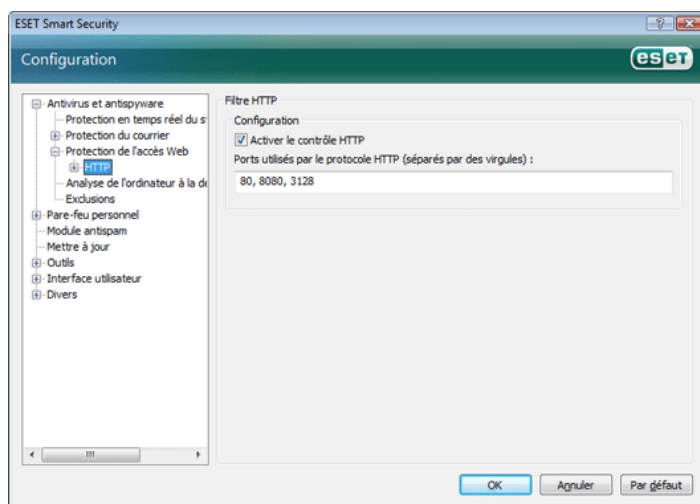 ESET Smart Security
Configuration
eset
Antivirus et antispyware
Protection en temps réel du s
Protection du courrier
Protection de l'accès Web
HTTP
Analyse de l'ordinateur à la de
Exclusions
Pare-feu personnel
Module antispam
Mettre à jour
Outils
Interface utilisateur
Divers
Filtre HTTP
Configuration
Activer le contrôle HTTP
Ports utilisés par le protocole HTTP (séparés par des virgules) :
80, 8080, 3128
OK
Annuler
Par défaut